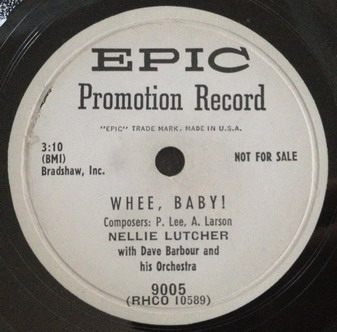 EPIC
Promotion Record
"EPIC" TRADE MARK. MADE IN U.S.A.
3:10
(BMI)
Bradshaw, Inc.
NOT FOR SALE
WHEE, BABY!
Composers: P. Lee, A. Larson
NELLIE LUTCHER
with Dave Barbour and
his Orchestra
9005
(RHCO 10589)